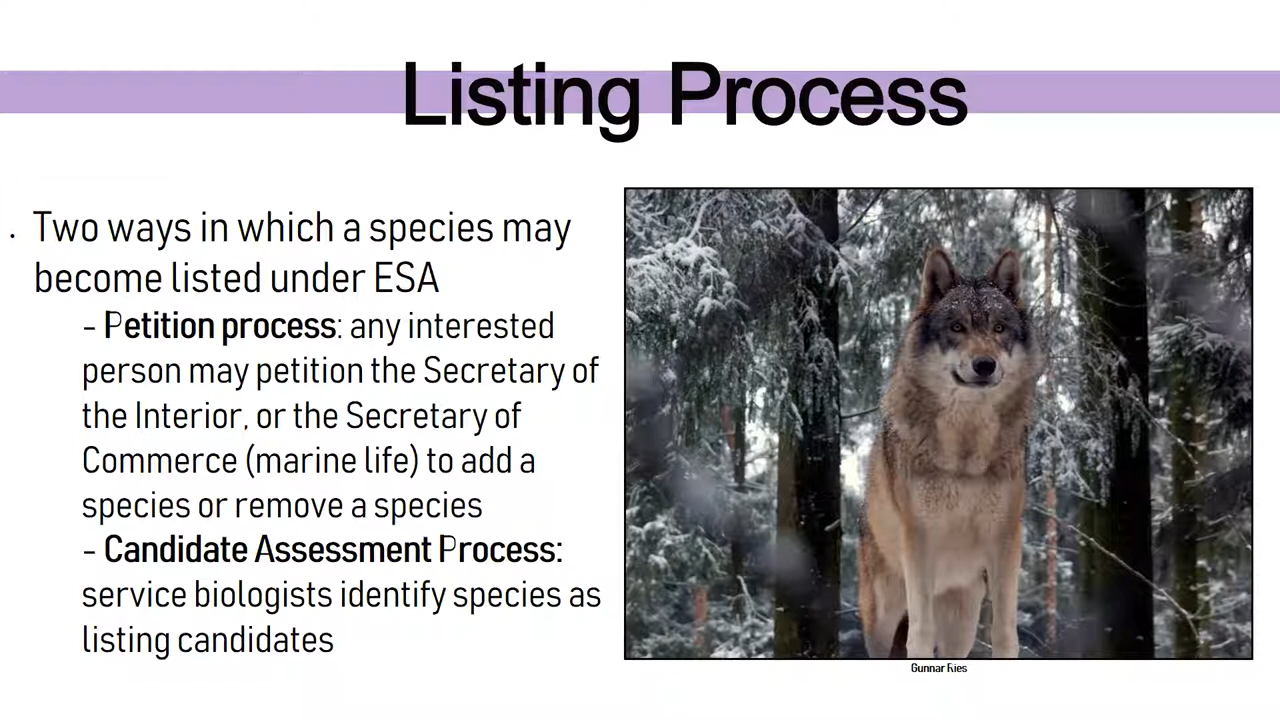 Listing Process
· Two ways in which a species may
become listed under ESA
- Petition process: any interested
person may petition the Secretary of
the Interior, or the Secretary of
Commerce (marine life) to add a
species or remove a species
- Candidate Assessment Process:
service biologists identify species as
listing candidates
Gunnar Ries